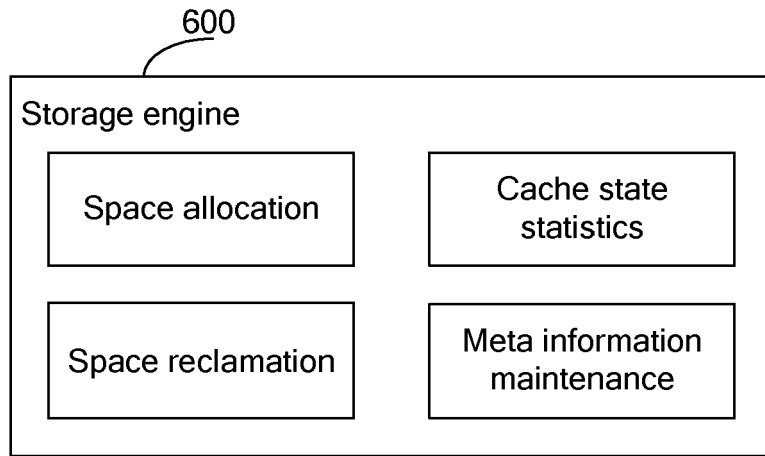 600
Storage engine
Space allocation
Cache state
statistics
Space reclamation
Meta information
maintenance